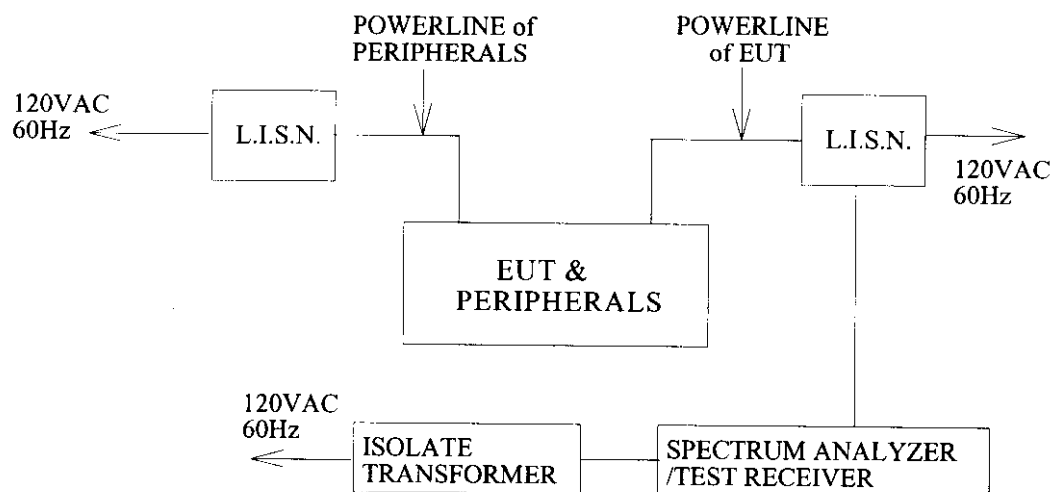 POWERLINE of
PERIPHERALS
POWERLINE
of EUT
120VAC
60Hz
L.I.S.N.
L.I.S.N.
120VAC
60Hz
EUT &
PERIPHERALS
120VAC
60Hz
ISOLATE
TRANSFORMER
SPECTRUM ANALYZER
/TEST RECEIVER